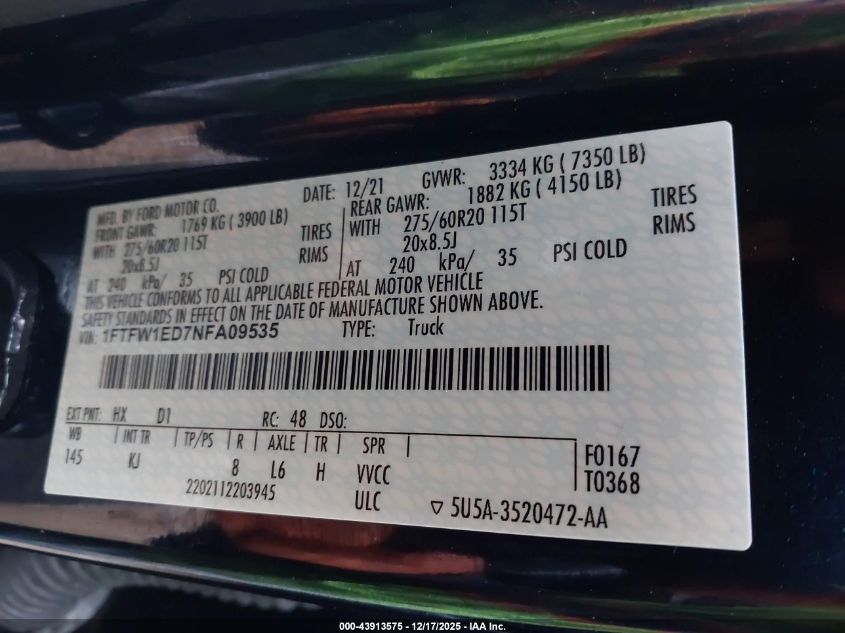 MFD. BY FORD MOTOR CO.
DATE: 12/21 GVWR: 3334 KG ( 7350 LB)
FRONT GAWR: 1769 KG ( 3900 LB)
WITH 275/60R20 115T TIRES
20x8.5J RIMS
AT 240 kPa/ 35 PSI COLD
REAR GAWR: 1882 KG ( 4150 LB)
WITH 275/60R20 115T TIRES
20x8.5J RIMS
AT 240 kPa/ 35 PSI COLD
THIS VEHICLE CONFORMS TO ALL APPLICABLE FEDERAL MOTOR VEHICLE
SAFETY STANDARDS IN EFFECT ON THE DATE OF MANUFACTURE SHOWN ABOVE.
VIN: 1FTFW1ED7NFA09535 TYPE: Truck
EXT PNT: HX D1 RC: 48 DSO:
WB INT TR TP/PS R AXLE TR SPR
145 KJ 8 L6 H VVCC
2202112203945 ULC
F0167
T0368
5U5A-3520472-AA
000-43913575 - 12/17/2025 - IAA Inc.